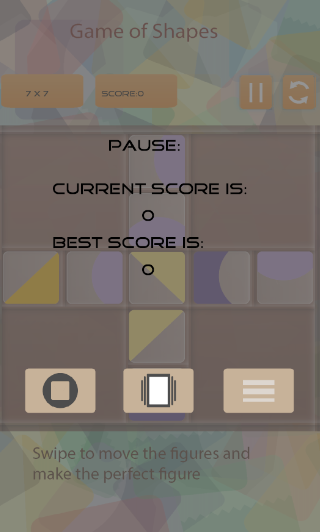 Game of Shapes
7 X 7
SCORE:0
PAUSE:
CURRENT SCORE IS:
0
BEST SCORE IS:
0
Swipe to move the figures and
make the perfect figure